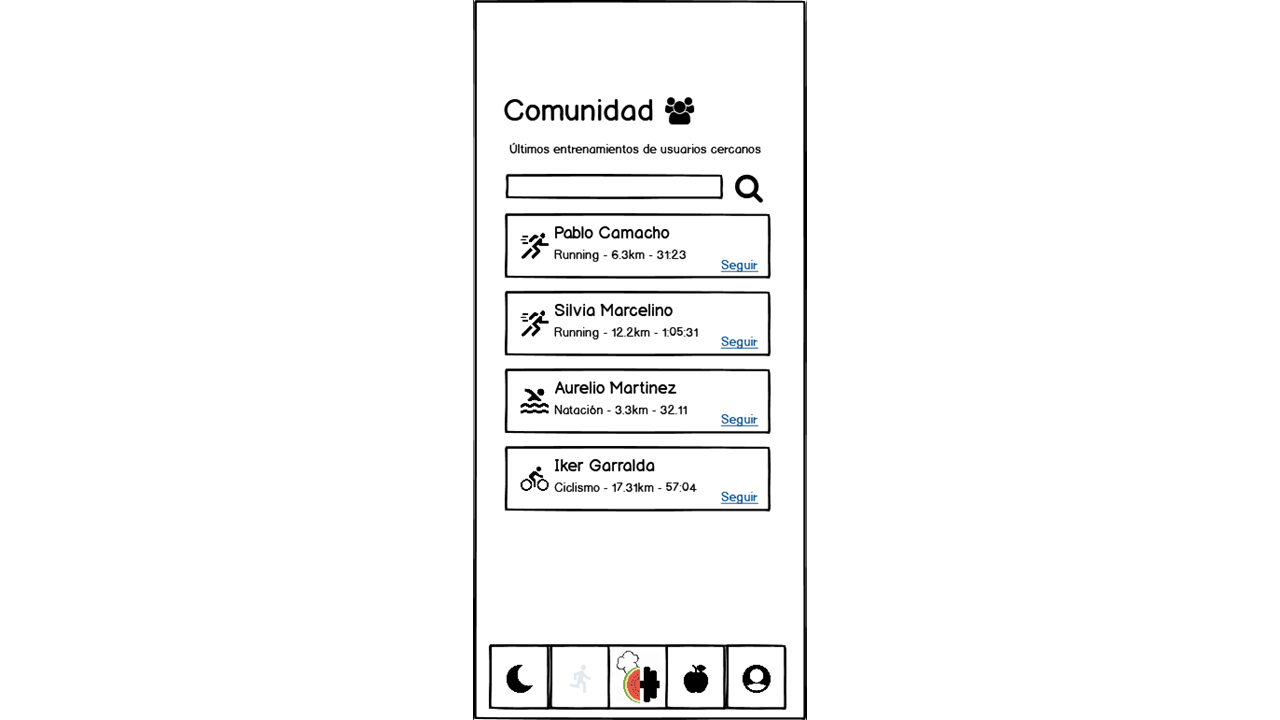 Comunidad
Últimos entrenamientos de usuarios cercanos
Pablo Camacho
Running - 6.3km - 31:23
Seguir
Silvia Marcelino
Running - 12.2km - 1:05:31
Seguir
Aurelio Martinez
Natación - 3.3km - 32.11
Seguir
Iker Garralda
Ciclismo - 17.31km - 57:04
Seguir